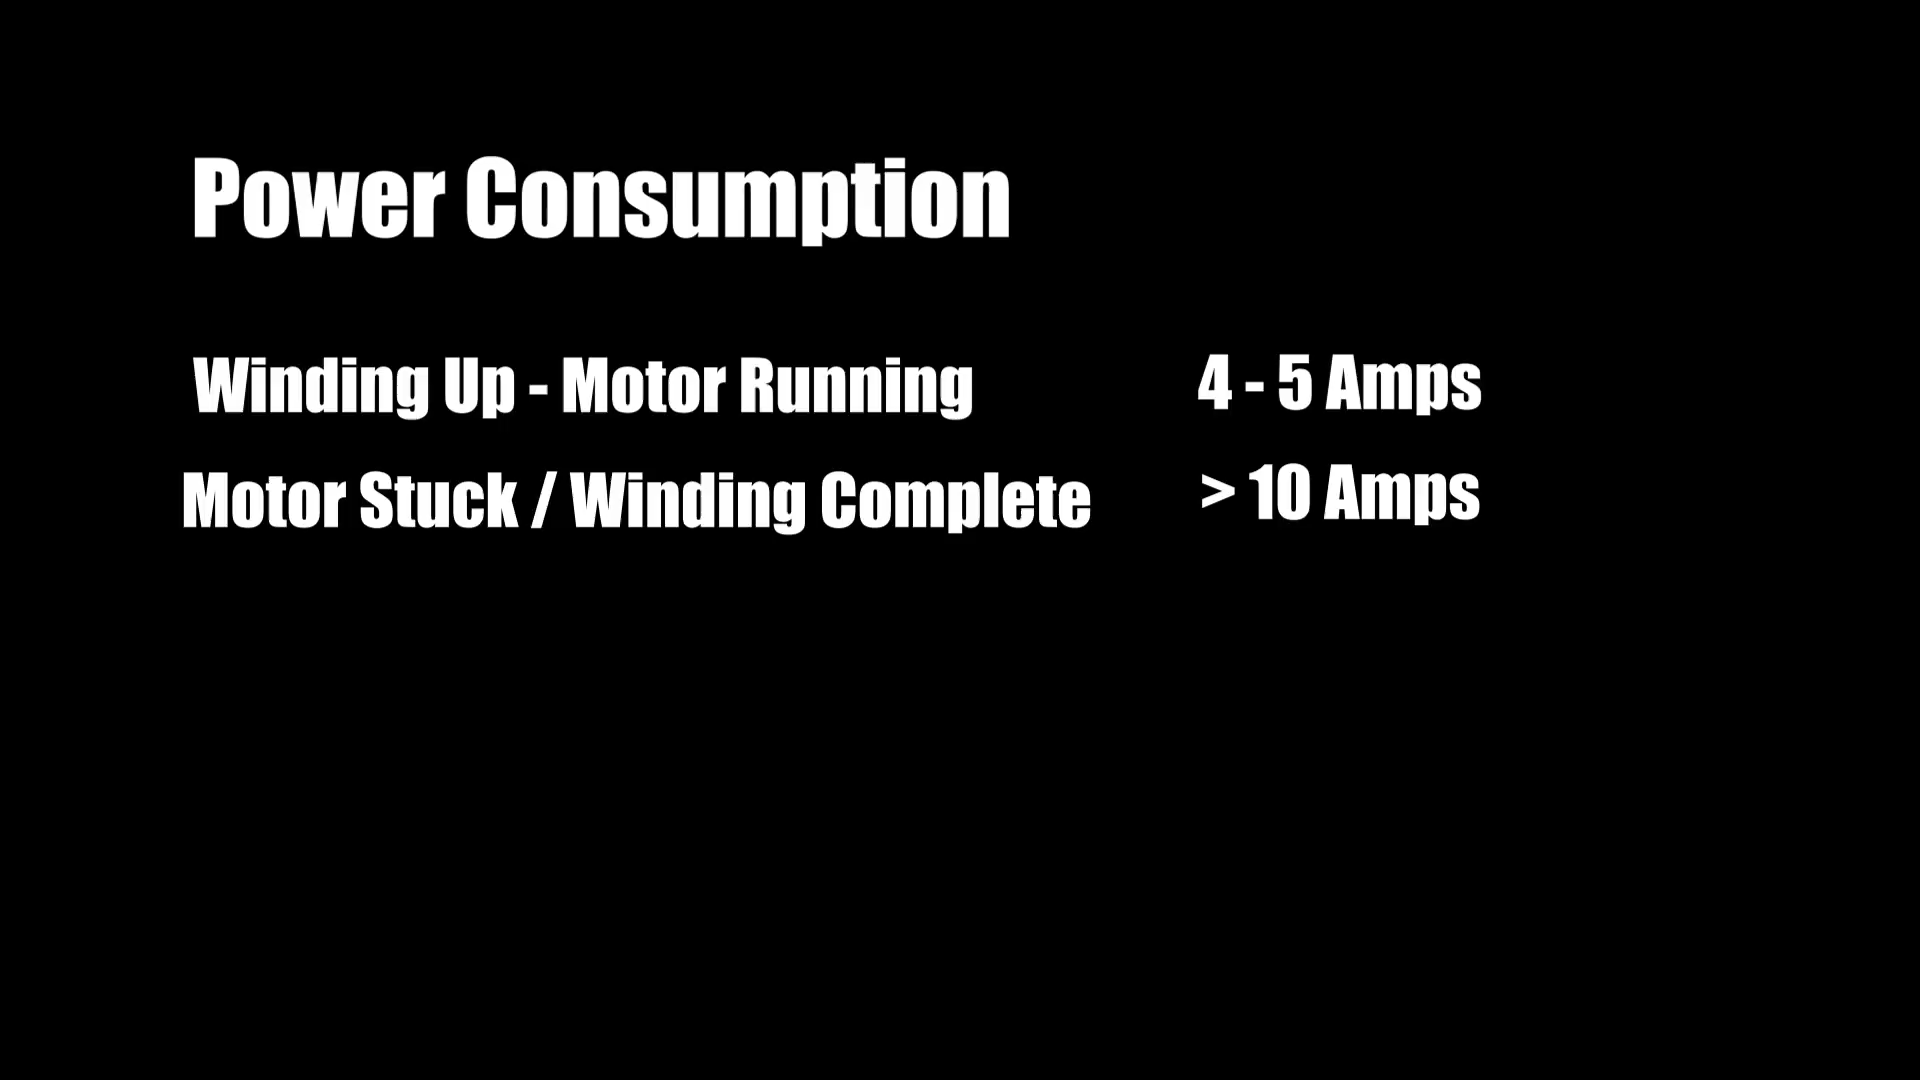 Power Consumption
Winding Up - Motor Running 4 - 5 Amps
Motor Stuck / Winding Complete > 10 Amps